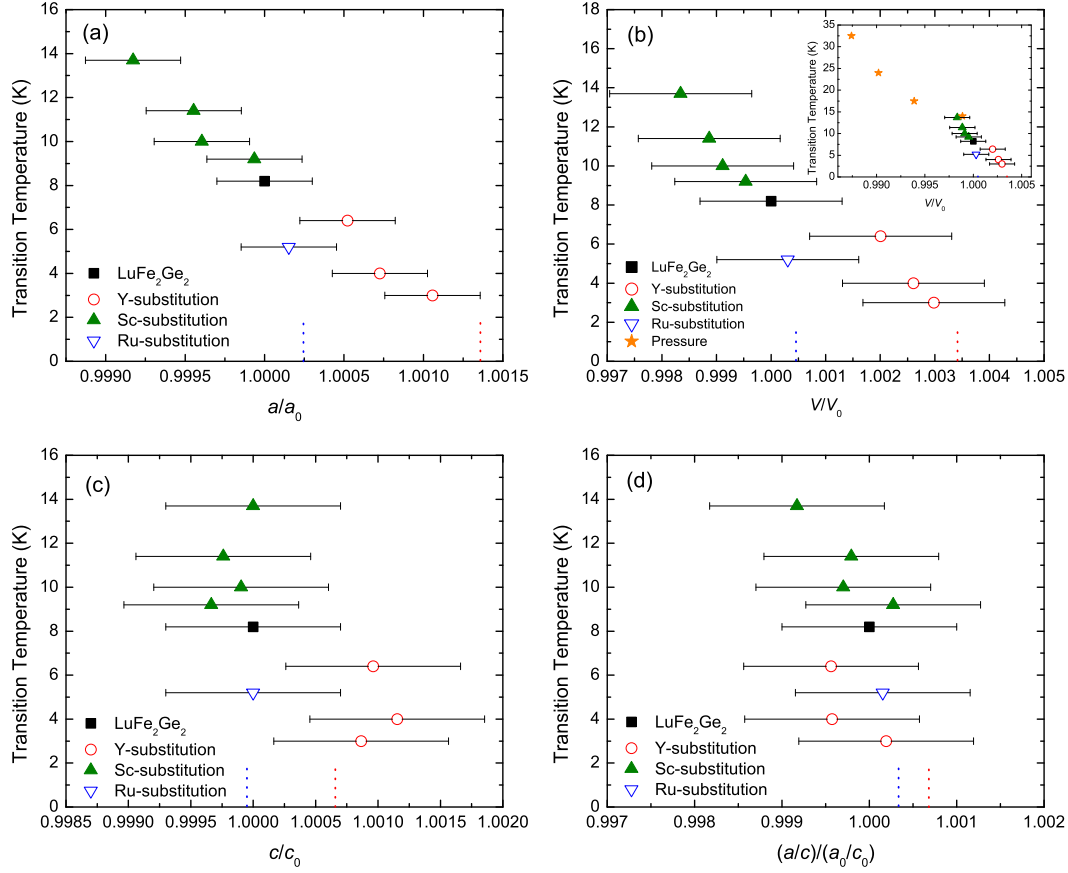 (a)
Transition Temperature (K)
16
14
12
10
8
6
4
2
0
LuFe₂Ge₂
Y-substitution
Sc-substitution
Ru-substitution
0.9990 0.9995 1.0000 1.0005 1.0010 1.0015
a/a₀
(b)
Transition Temperature (K)
18
16
14
12
10
8
6
4
2
0
LuFe₂Ge₂
Y-substitution
Sc-substitution
Ru-substitution
Pressure
0.997 0.998 0.999 1.000 1.001 1.002 1.003 1.004 1.005
V/V₀
Transition Temperature (K)
35
30
25
20
15
10
5
0
0.990 0.995 1.000 1.005
V/V₀
(c)
Transition Temperature (K)
16
14
12
10
8
6
4
2
0
LuFe₂Ge₂
Y-substitution
Sc-substitution
Ru-substitution
0.9985 0.9990 0.9995 1.0000 1.0005 1.0010 1.0015 1.0020
c/c₀
(d)
Transition Temperature (K)
16
14
12
10
8
6
4
2
0
LuFe₂Ge₂
Y-substitution
Sc-substitution
Ru-substitution
0.997 0.998 0.999 1.000 1.001 1.002
(a/c)/(a₀/c₀)